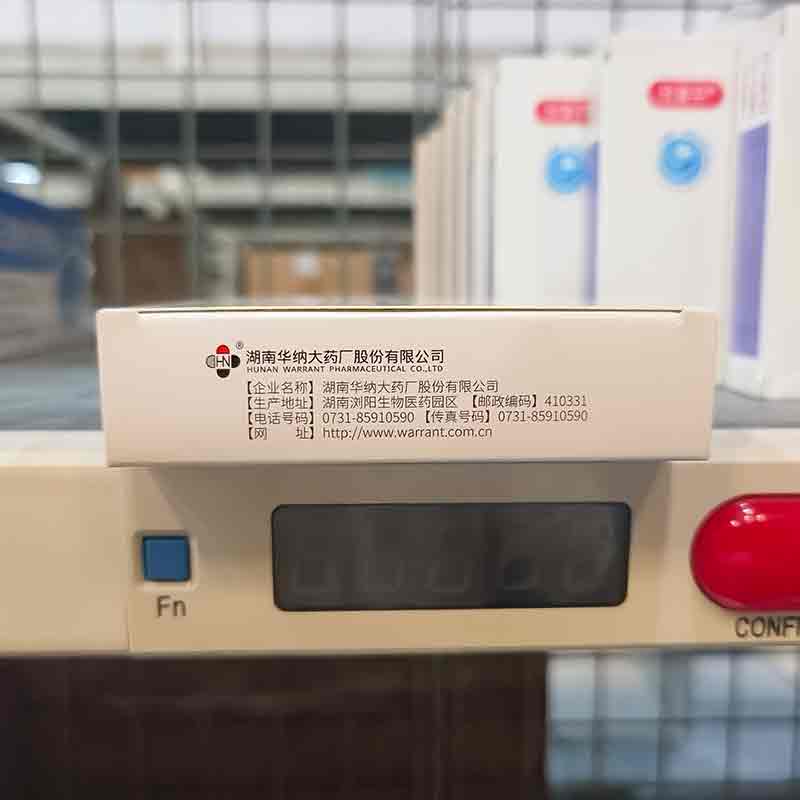 HN®
湖南华纳大药厂股份有限公司
HUNAN WARRANT PHARMACEUTICAL CO.,LTD
【企业名称】湖南华纳大药厂股份有限公司
【生产地址】湖南浏阳生物医药园区 【邮政编码】410331
【电话号码】0731-85910590 【传真号码】0731-85910590
【网　　址】http://www.warrant.com.cn
Fn